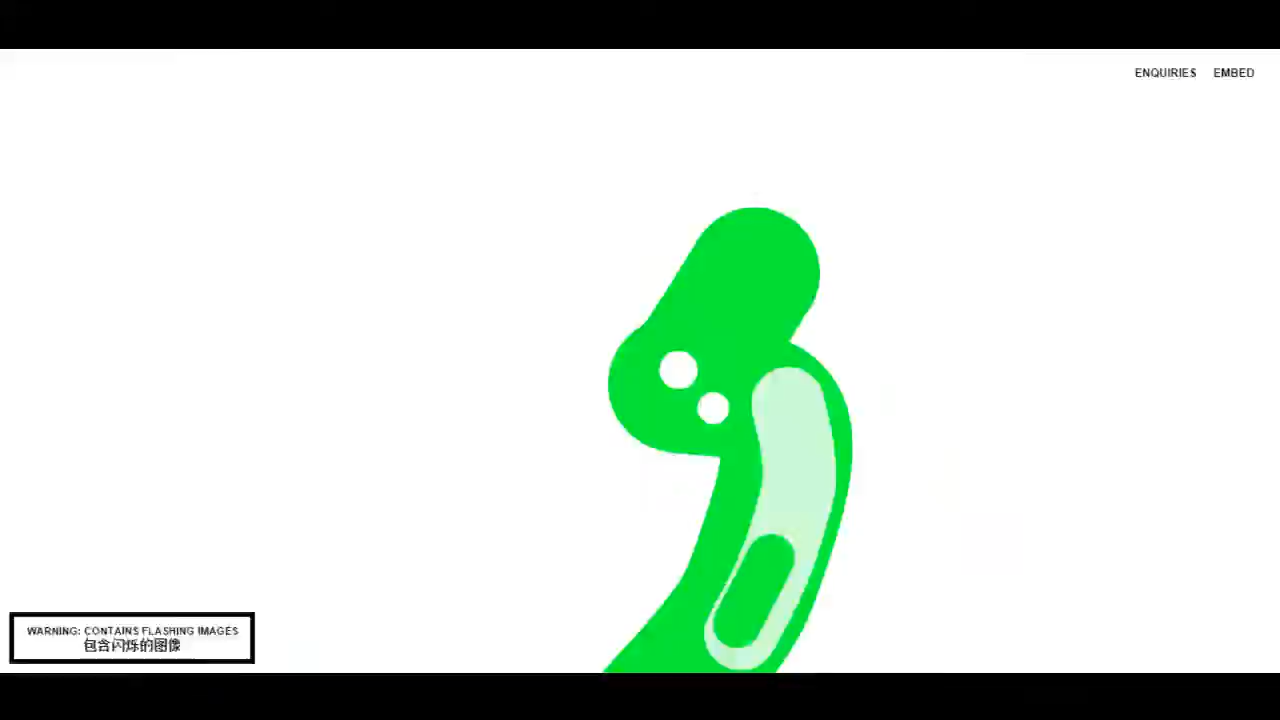 ENQUIRIES EMBED
WARNING: CONTAINS FLASHING IMAGES
包含闪烁的图像